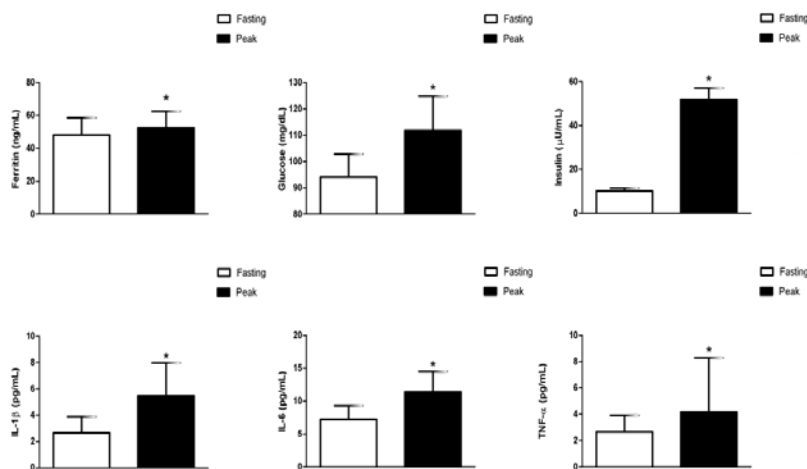 Fasting
Peak
Fasting
Peak
Fasting
Peak
Ferritin (ng/mL)
80
60
40
20
0
*
Glucose (mg/dL)
130
120
110
100
90
80
*
Insulin (µU/mL)
60
40
20
0
*
Fasting
Peak
Fasting
Peak
Fasting
Peak
IL-1β (pg/mL)
10
8
6
4
2
0
*
IL-6 (pg/mL)
20
15
10
5
0
*
TNF-α (pg/mL)
10
8
6
4
2
0
*